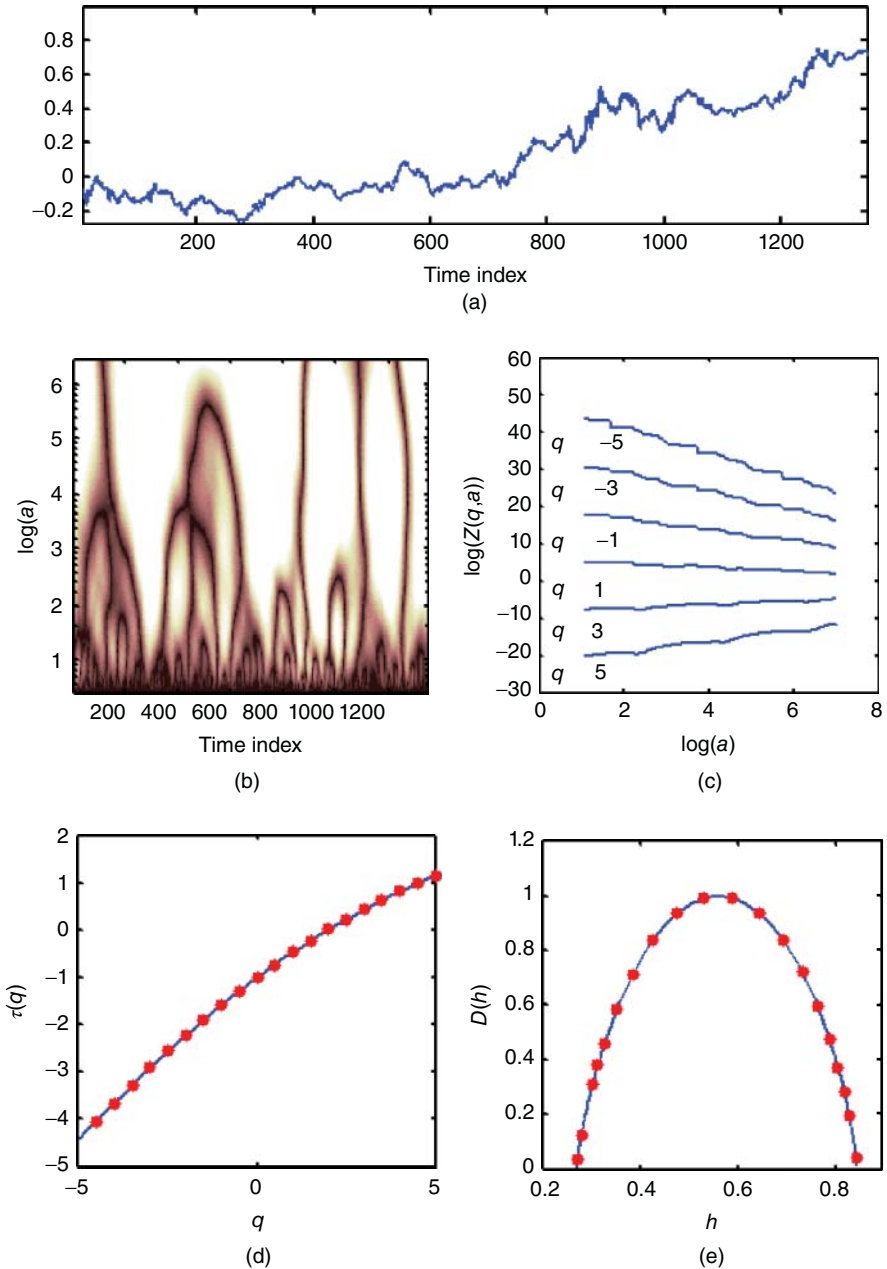 0.8
0.6
0.4
0.2
0
−0.2
200 400 600 800 1000 1200
Time index
(a)
6
5
4
3
2
1
log(a)
200 400 600 800 1000 1200
Time index
(b)
60
50
40
30
20
10
0
−10
−20
−30
log(Z(q,a))
q −5
q −3
q −1
q 1
q 3
q 5
0 2 4 6 8
log(a)
(c)
2
1
0
−1
−2
−3
−4
−5
τ(q)
−5 0 5
q
(d)
1.2
1
0.8
0.6
0.4
0.2
0
D(h)
0.2 0.4 0.6 0.8
h
(e)